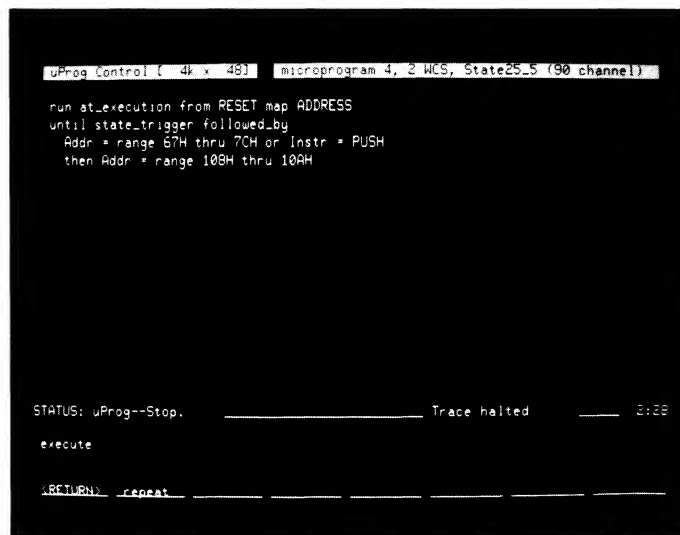 uProg Control [ 4k x 48] microprogram 4, 2 WCS, State25_5 (90 channel)
run at_execution from RESET map ADDRESS
until state_trigger followed_by
Addr = range 67H thru 7CH or Instr = PUSH
then Addr = range 108H thru 10AH
STATUS: uProg--Stop. Trace halted 2:28
execute
<RETURN> repeat